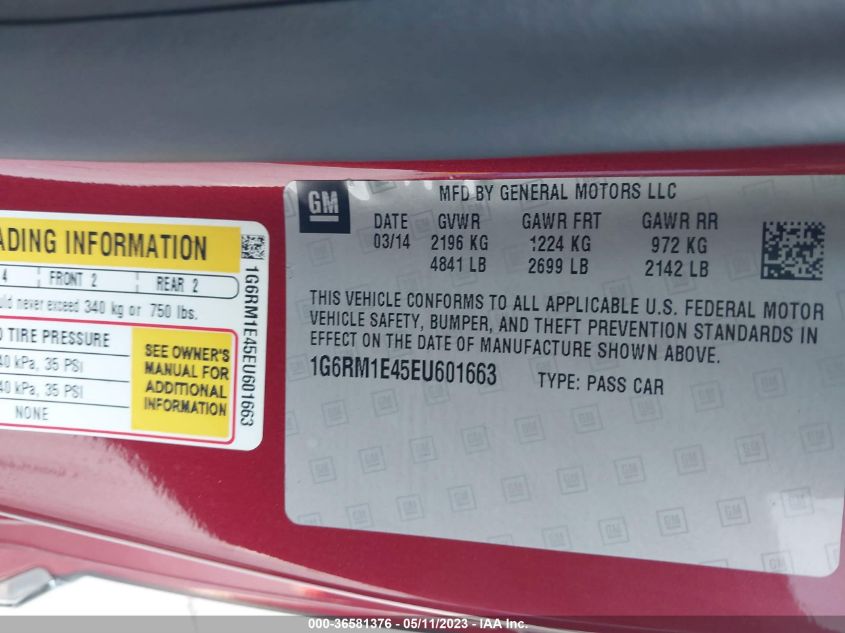 ADING INFORMATION
4 FRONT 2 REAR 2
uld never exceed 340 kg or 750 lbs.
TIRE PRESSURE
kPa, 35 PSI
kPa, 35 PSI
NONE
SEE OWNER'S
MANUAL FOR
ADDITIONAL
INFORMATION
1G6RM1E45EU601663
GM
MFD BY GENERAL MOTORS LLC
DATE GVWR GAWR FRT GAWR RR
03/14 2196 KG 1224 KG 972 KG
4841 LB 2699 LB 2142 LB
THIS VEHICLE CONFORMS TO ALL APPLICABLE U.S. FEDERAL MOTOR
VEHICLE SAFETY, BUMPER, AND THEFT PREVENTION STANDARDS IN
EFFECT ON THE DATE OF MANUFACTURE SHOWN ABOVE.
1G6RM1E45EU601663 TYPE: PASS CAR
000-36581376 - 05/11/2023 - IAA Inc.